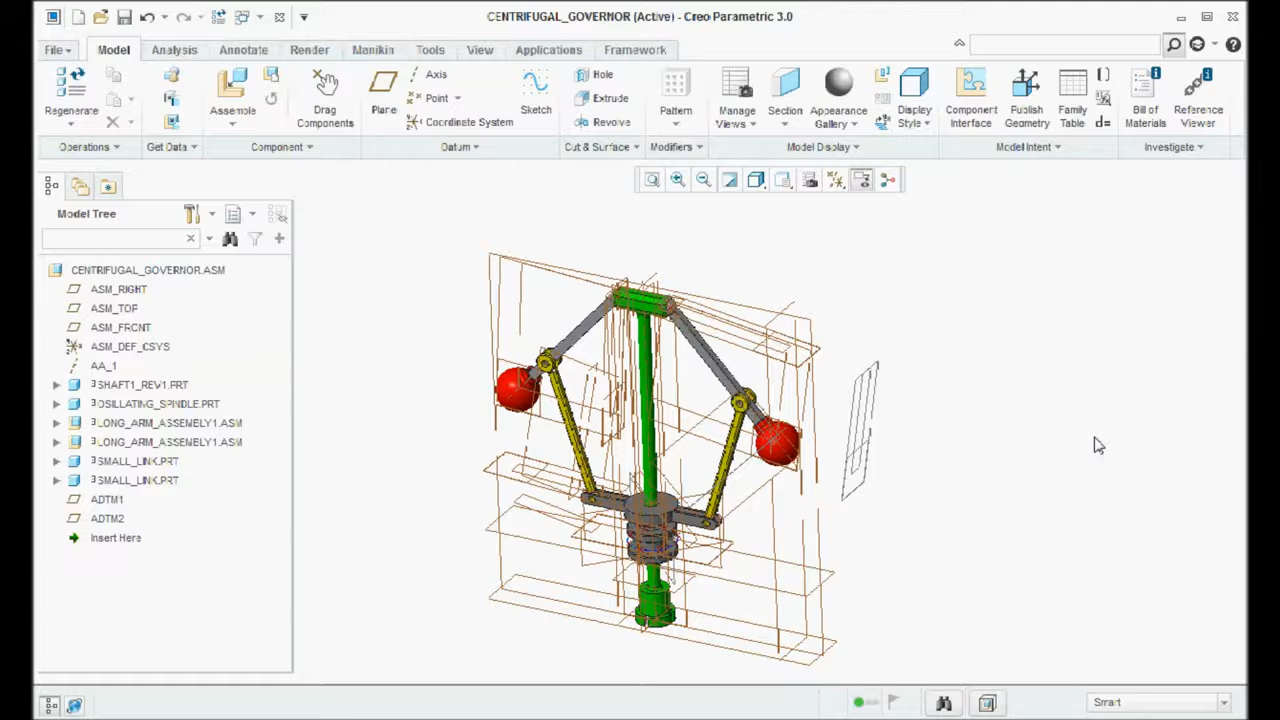 CENTRIFUGAL_GOVERNOR (Active) - Creo Parametric 3.0
File Model Analysis Annotate Render Manikin Tools View Applications Framework
Regenerate Assemble Drag Components Plane Axis Point Coordinate System Sketch Hole Extrude Revolve Pattern Manage Views Section Appearance Gallery Display Style Component Interface Publish Geometry Family Table d= Bill of Materials Reference Viewer
Operations Get Data Component Datum Cut & Surface Modifiers Model Display Model Intent Investigate
Model Tree
CENTRIFUGAL_GOVERNOR.ASM
ASM_RIGHT
ASM_TOP
ASM_FRONT
ASM_DEF_CSYS
AA_1
SHAFT1_REV1.PRT
OSILLATING_SPINDLE.PRT
LONG_ARM_ASSEMELY1.ASM
LONG_ARM_ASSEMELY1.ASM
SMALL_LINK.PRT
SMALL_LINK.PRT
ADTM1
ADTM2
Insert Here
Smart